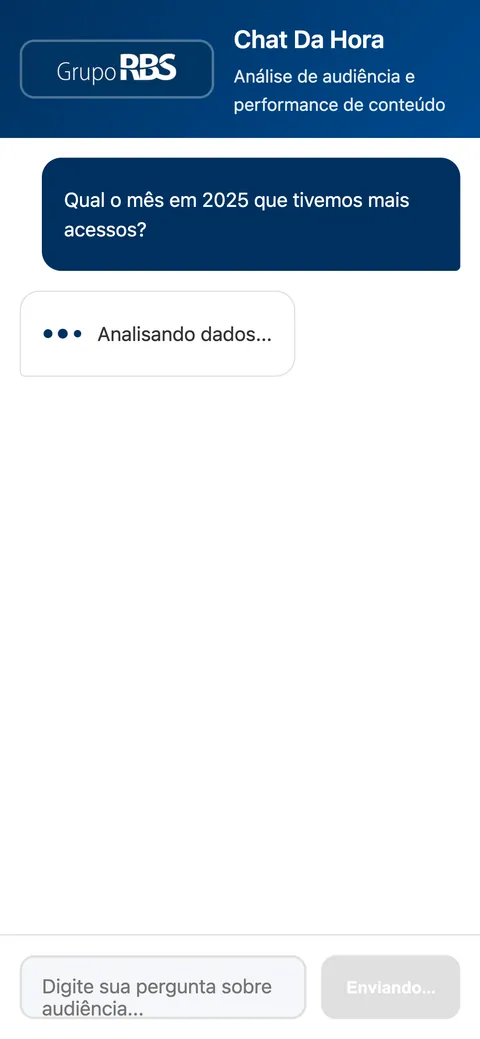 Grupo RBS
Chat Da Hora
Análise de audiência e
performance de conteúdo
Qual o mês em 2025 que tivemos mais
acessos?
Analisando dados...
Digite sua pergunta sobre
audiência...
Enviando...